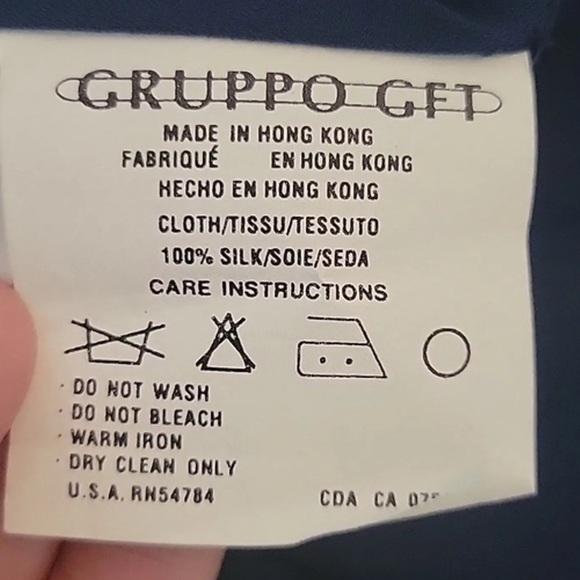 GRUPPO GFT
MADE IN HONG KONG
FABRIQUÉ EN HONG KONG
HECHO EN HONG KONG
CLOTH/TISSU/TESSUTO
100% SILK/SOIE/SEDA
CARE INSTRUCTIONS
· DO NOT WASH
· DO NOT BLEACH
· WARM IRON
· DRY CLEAN ONLY
U.S.A. RN54784 CDA CA